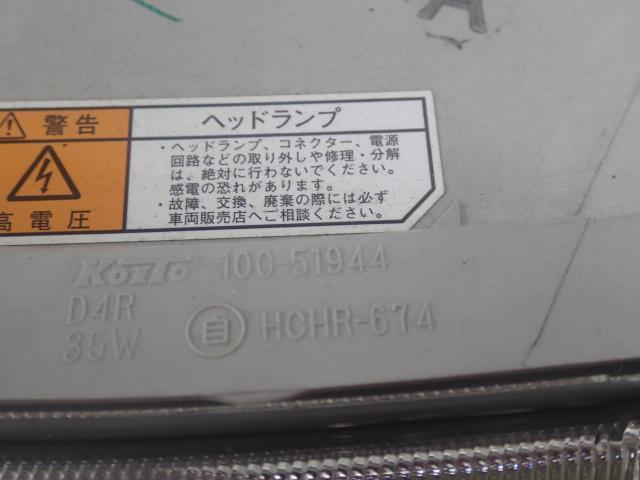 A
警告
ヘッドランプ
・ヘッドランプ、コネクター、電源
回路などの取り外しや修理・分解
は、絶対に行わないでください。
感電の恐れがあります。
・故障、交換、廃棄の際には必ず
車両販売店へご相談ください。
高電圧
KOITO 100-51944
D4R
35W 自 HCHR-674